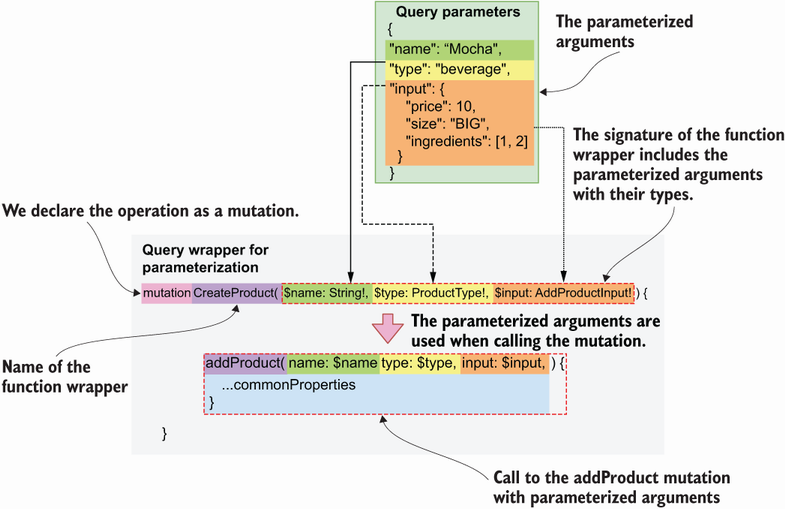 Query parameters
{
"name": “Mocha",
"type": "beverage",
"input": {
"price": 10,
"size": "BIG",
"ingredients": [1, 2]
}
}
The parameterized
arguments
The signature of the function
wrapper includes the
parameterized arguments
with their types.
We declare the operation as a mutation.
Query wrapper for
parameterization
mutation CreateProduct( $name: String!, $type: ProductType!, $input: AddProductInput! ) {
The parameterized arguments are
used when calling the mutation.
Name of the
function wrapper
addProduct( name: $name type: $type, input: $input, ) {
...commonProperties
}
}
Call to the addProduct mutation
with parameterized arguments